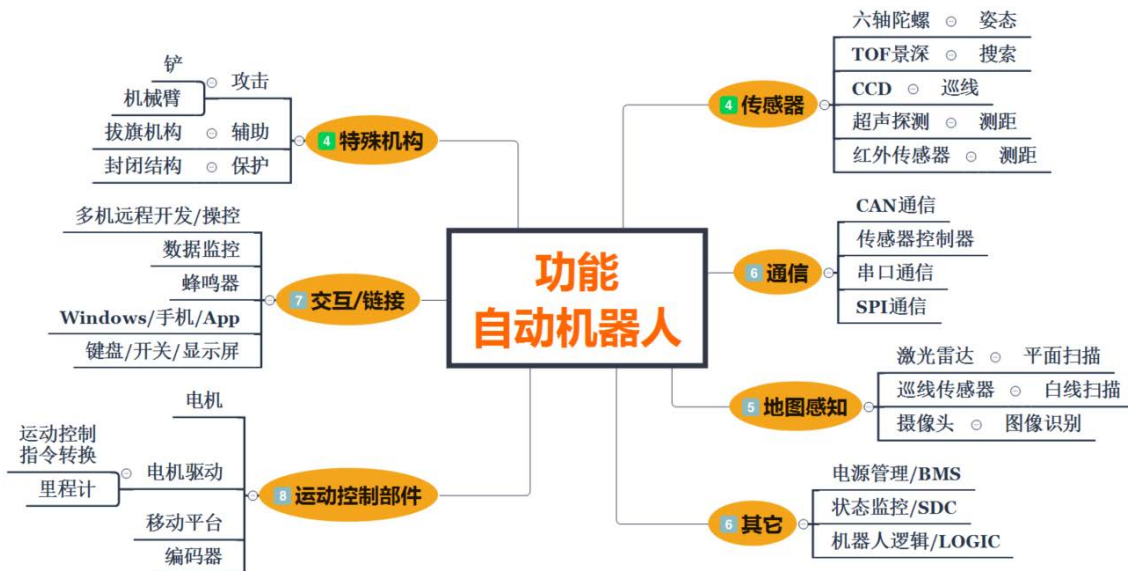 功能
自动机器人
4 传感器
六轴陀螺 姿态
TOF景深 搜索
CCD 巡线
超声探测 测距
红外传感器 测距
6 通信
CAN通信
传感器控制器
串口通信
SPI通信
5 地图感知
激光雷达 平面扫描
巡线传感器 白线扫描
摄像头 图像识别
6 其它
电源管理/BMS
状态监控/SDC
机器人逻辑/LOGIC
4 特殊机构
攻击
铲
机械臂
拔旗机构 辅助
封闭结构 保护
7 交互/链接
多机远程开发/操控
数据监控
蜂鸣器
Windows/手机/App
键盘/开关/显示屏
8 运动控制部件
电机
电机驱动
运动控制
指令转换
里程计
移动平台
编码器